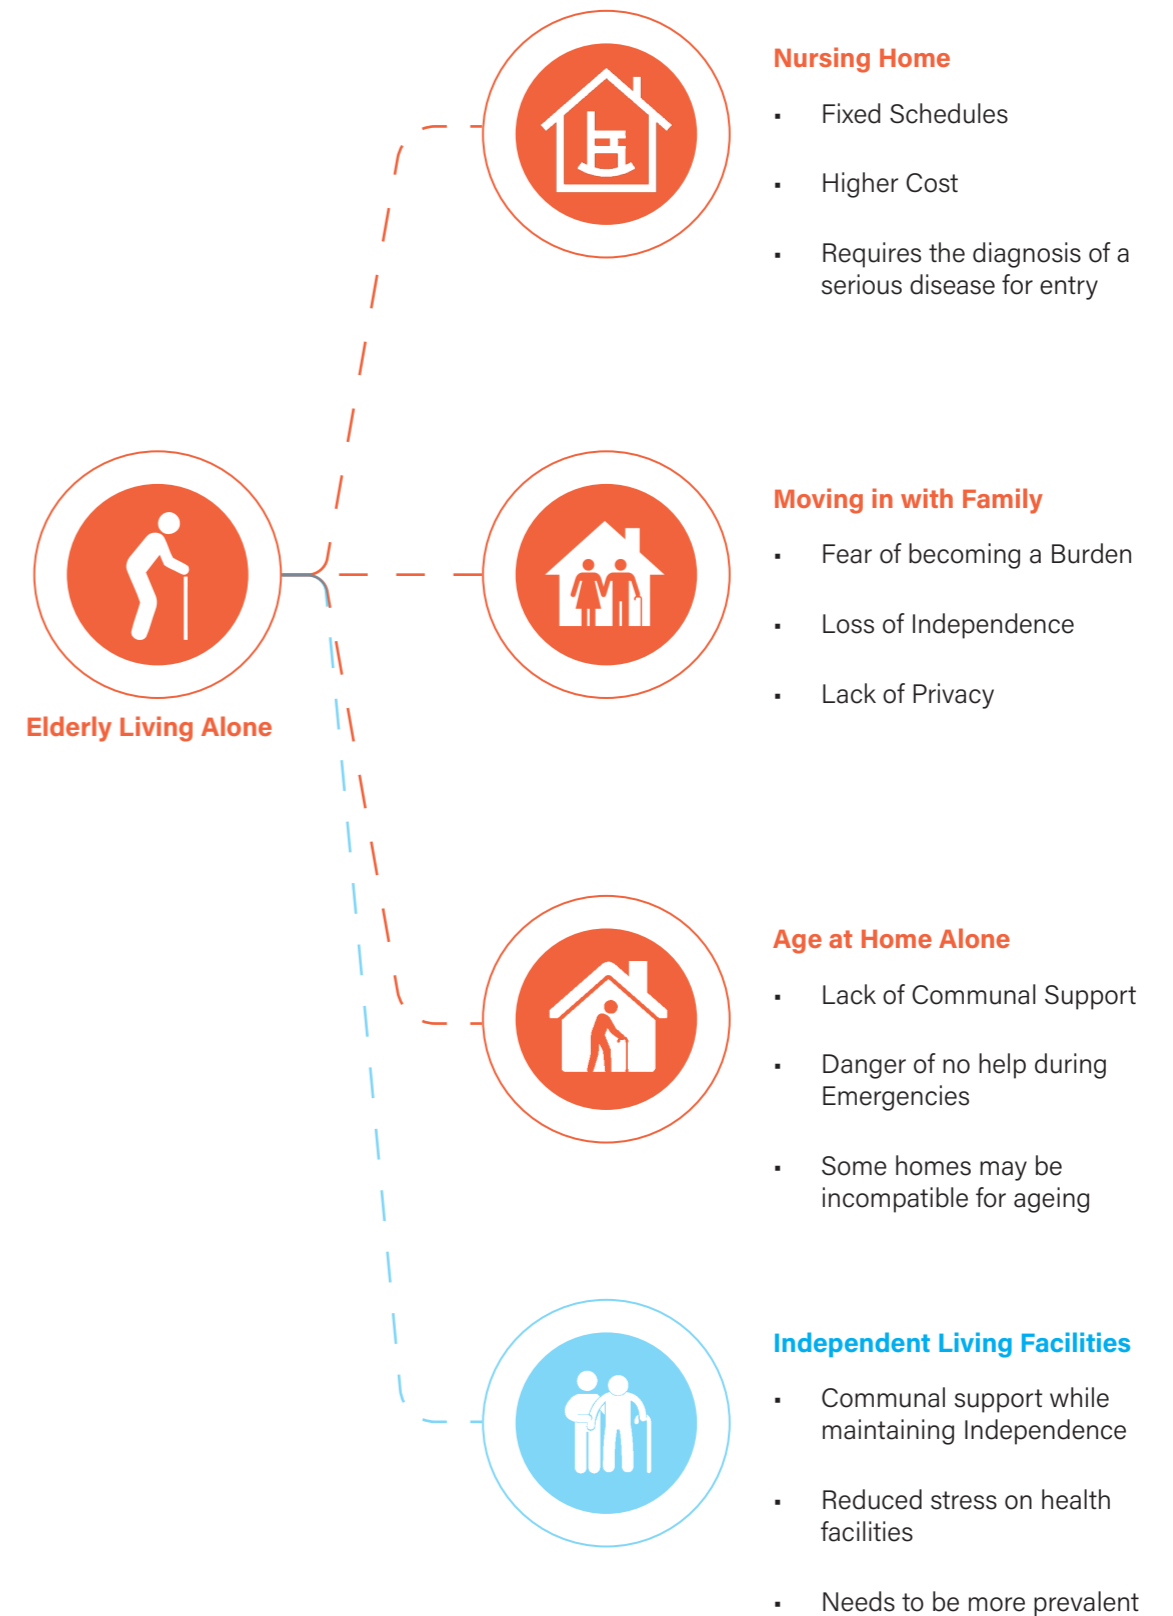 Nursing Home
▪ Fixed Schedules
▪ Higher Cost
▪ Requires the diagnosis of a
serious disease for entry
Elderly Living Alone
Moving in with Family
▪ Fear of becoming a Burden
▪ Loss of Independence
▪ Lack of Privacy
Age at Home Alone
▪ Lack of Communal Support
▪ Danger of no help during
Emergencies
▪ Some homes may be
incompatible for ageing
Independent Living Facilities
▪ Communal support while
maintaining Independence
▪ Reduced stress on health
facilities
▪ Needs to be more prevalent